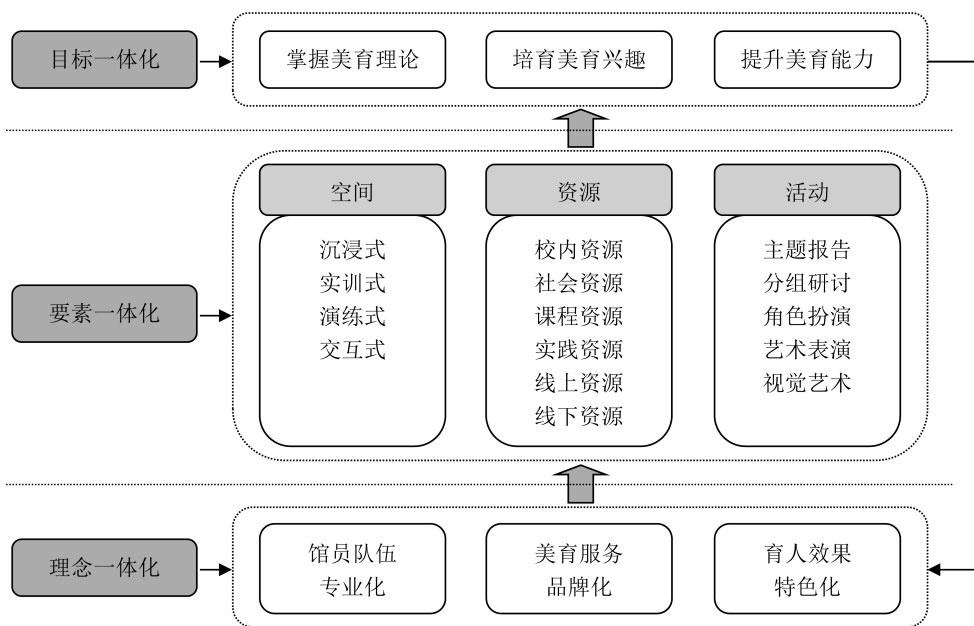 目标一体化
掌握美育理论
培育美育兴趣
提升美育能力
要素一体化
空间
沉浸式
实训式
演练式
交互式
资源
校内资源
社会资源
课程资源
实践资源
线上资源
线下资源
活动
主题报告
分组研讨
角色扮演
艺术表演
视觉艺术
理念一体化
馆员队伍
专业化
美育服务
品牌化
育人效果
特色化